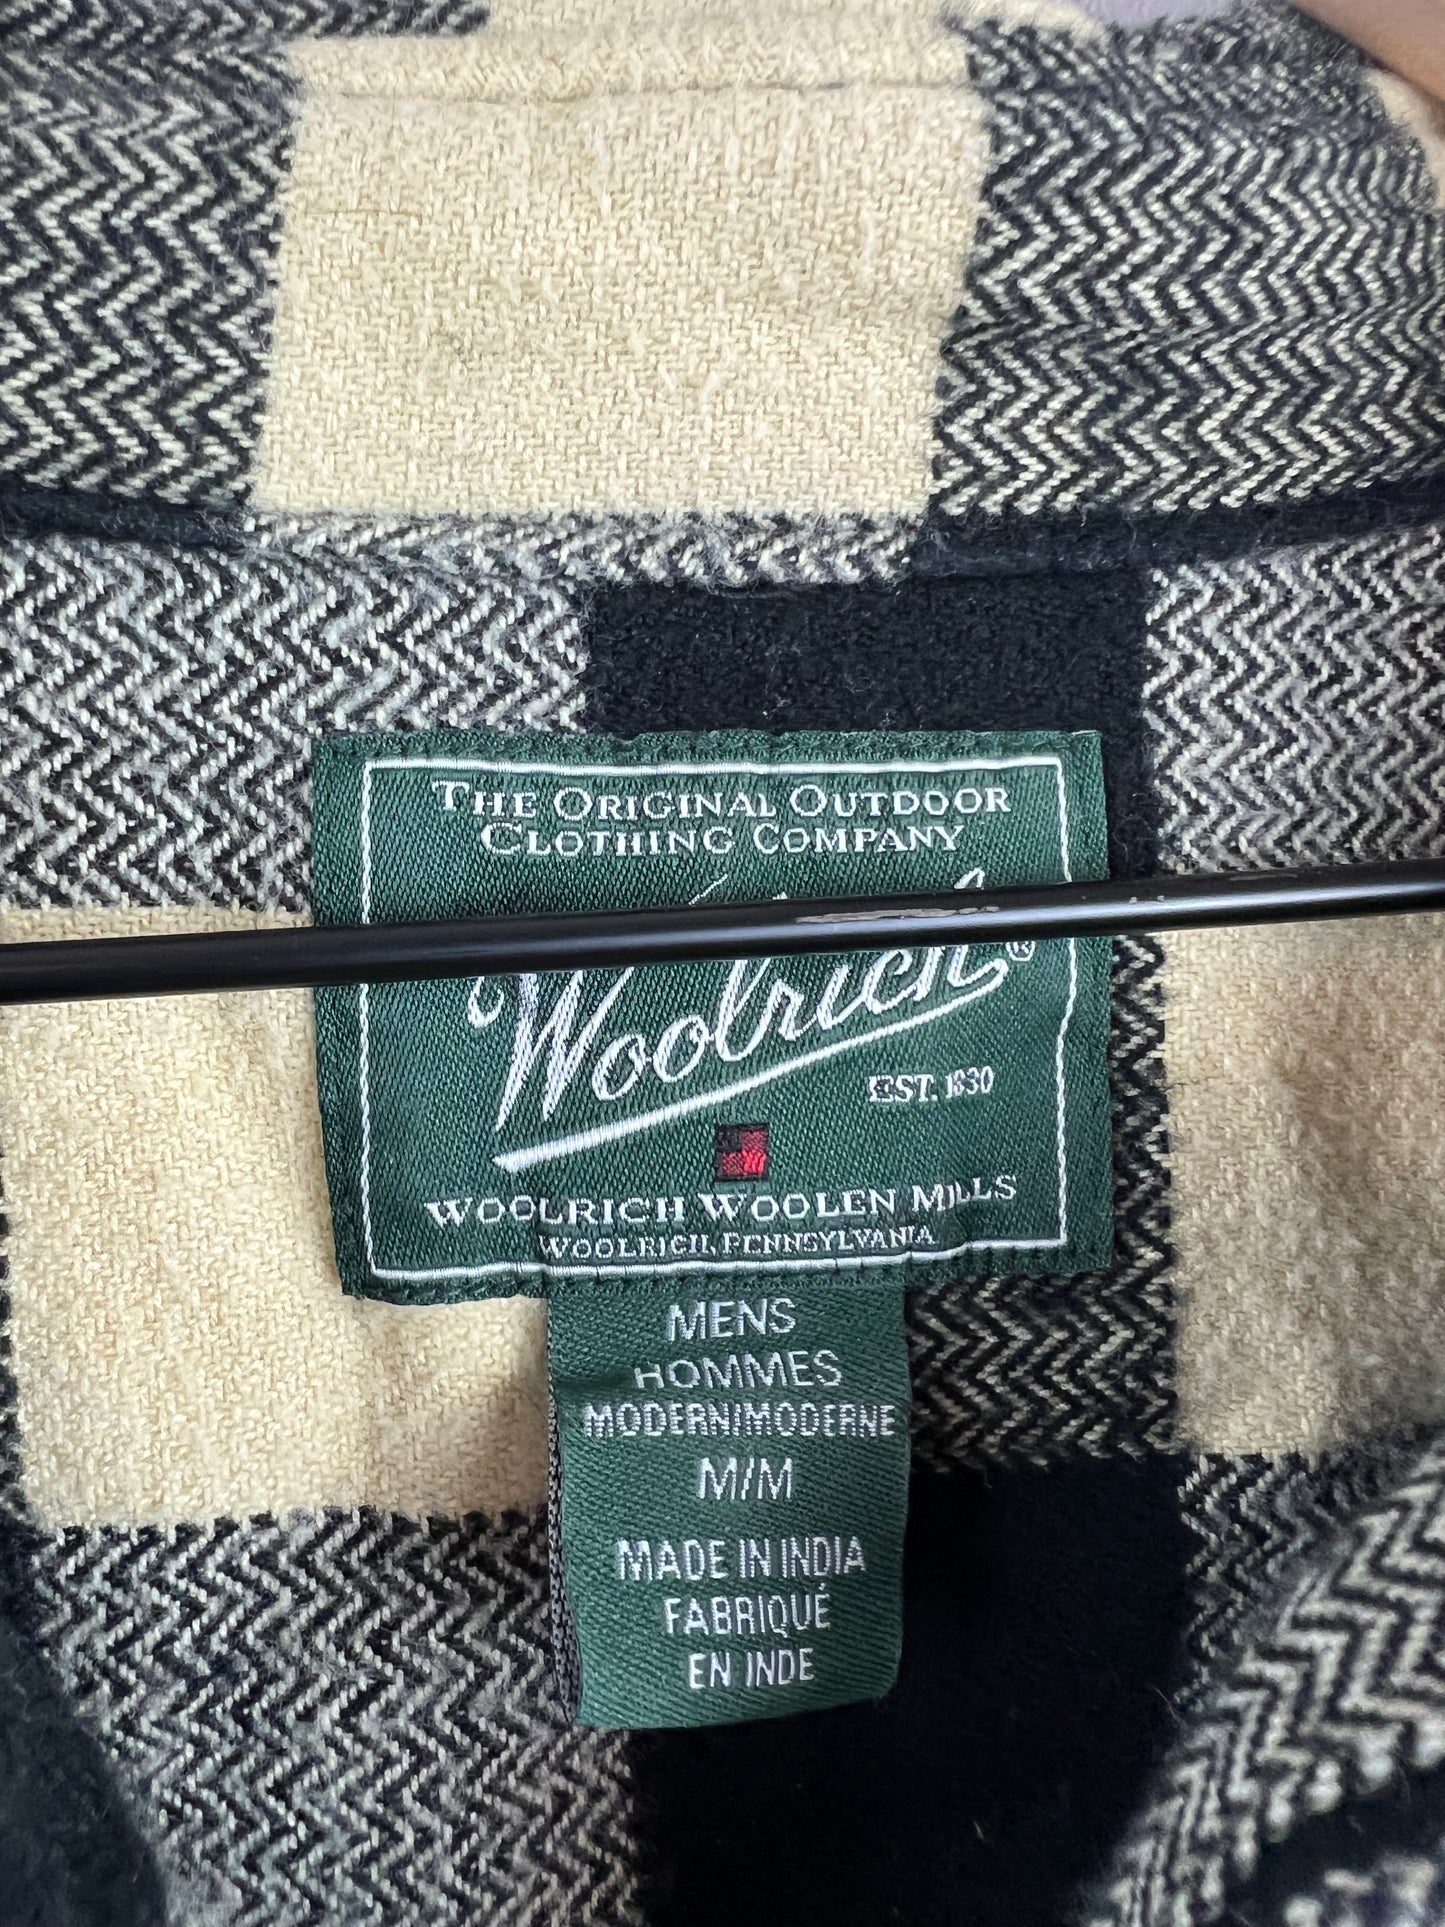 THE ORIGINAL OUTDOOR
CLOTHING COMPANY
Woolrich®
EST. 1830
WOOLRICH WOOLEN MILLS
WOOLRICH, PENNSYLVANIA
MENS
HOMMES
MODERN/MODERNE
M/M
MADE IN INDIA
FABRIQUÉ
EN INDE